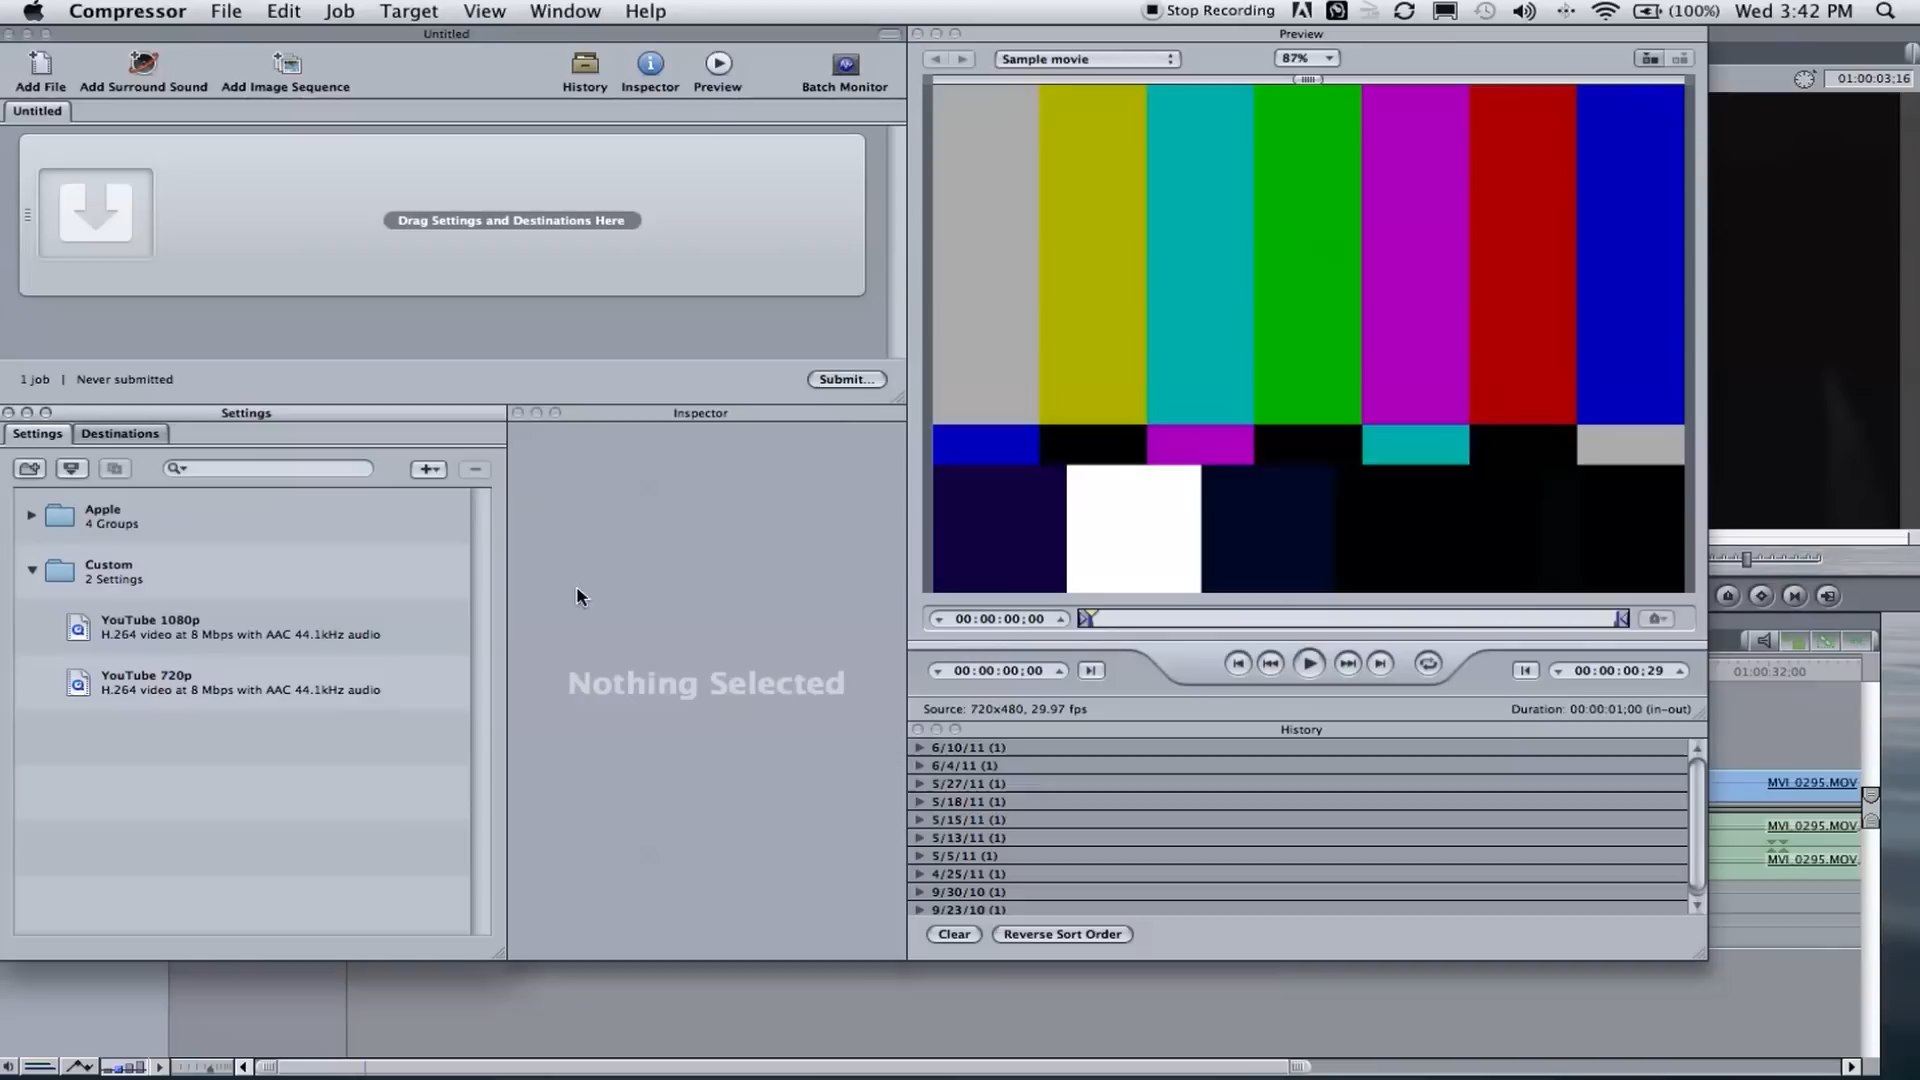 Compressor File Edit Job Target View Window Help
Stop Recording (100%) Wed 3:42 PM
Untitled
Add File Add Surround Sound Add Image Sequence History Inspector Preview Batch Monitor
Untitled
Drag Settings and Destinations Here
1 job | Never submitted Submit...
Settings
Settings Destinations
Apple
4 Groups
Custom
2 Settings
YouTube 1080p
H.264 video at 8 Mbps with AAC 44.1kHz audio
YouTube 720p
H.264 video at 8 Mbps with AAC 44.1kHz audio
Inspector
Nothing Selected
Preview
Sample movie 87%
00:00:00;00
00:00:00;00 00:00:00;29
Source: 720x480, 29.97 fps Duration: 00:00:01;00 (in-out)
History
6/10/11 (1)
6/4/11 (1)
5/27/11 (1)
5/18/11 (1)
5/15/11 (1)
5/13/11 (1)
5/5/11 (1)
4/25/11 (1)
9/30/10 (1)
9/23/10 (1)
Clear Reverse Sort Order
01:00:03;16
01:00:32;00
MVI_0295.MOV
MVI_0295.MOV
MVI_0295.MOV